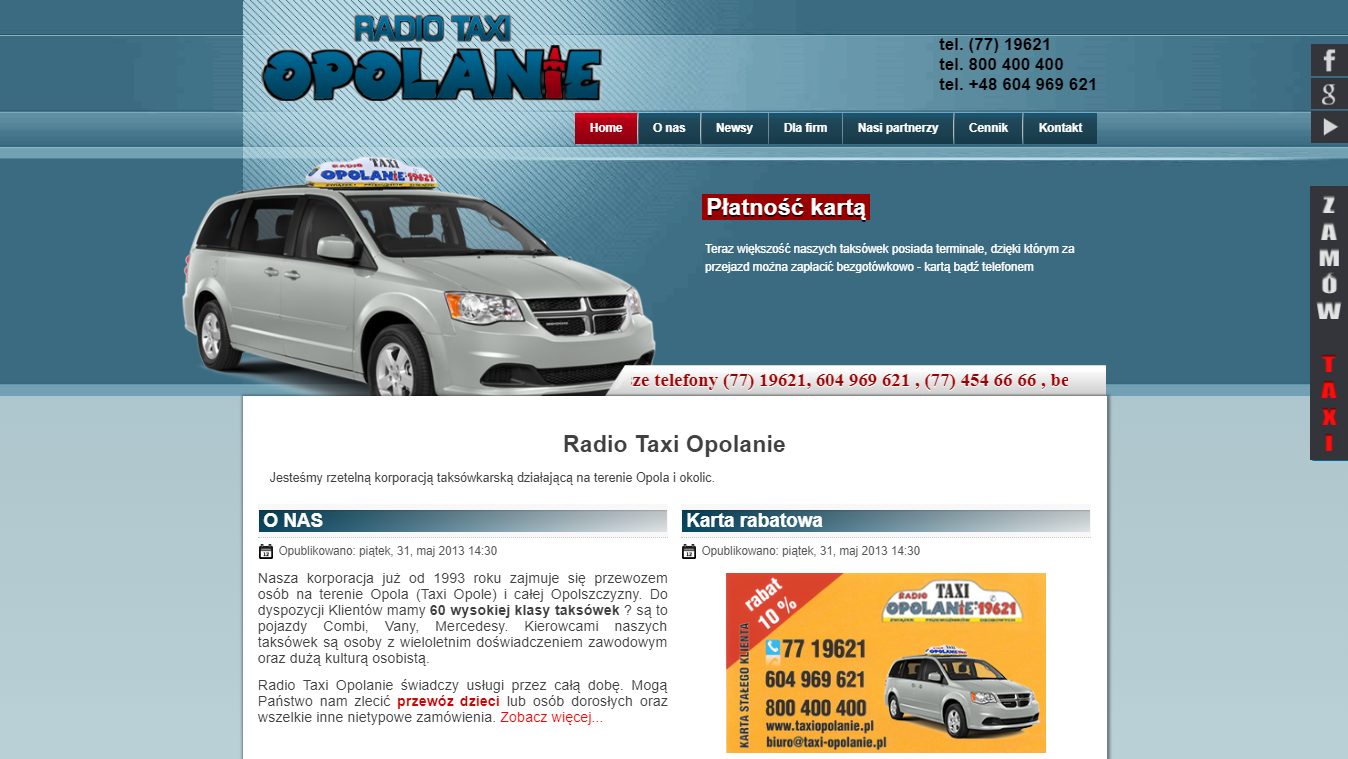 RADIO TAXI
OPOLANIE
tel. (77) 19621
tel. 800 400 400
tel. +48 604 969 621
Home O nas Newsy Dla firm Nasi partnerzy Cennik Kontakt
RADIO TAXI
OPOLANIE 19621
Płatność kartą
Teraz większość naszych taksówek posiada terminale, dzięki którym za
przejazd można zapłacić bezgotówkowo - kartą bądź telefonem
ZAMÓW
TAXI
sze telefony (77) 19621, 604 969 621 , (77) 454 66 66 , be
Radio Taxi Opolanie
Jesteśmy rzetelną korporacją taksówkarską działającą na terenie Opola i okolic.
O NAS
Opublikowano: piątek, 31, maj 2013 14:30
Nasza korporacja już od 1993 roku zajmuje się przewozem
osób na terenie Opola (Taxi Opole) i całej Opolszczyzny. Do
dyspozycji Klientów mamy 60 wysokiej klasy taksówek ? są to
pojazdy Combi, Vany, Mercedesy. Kierowcami naszych
taksówek są osoby z wieloletnim doświadczeniem zawodowym
oraz dużą kulturą osobistą.
Radio Taxi Opolanie świadczy usługi przez całą dobę. Mogą
Państwo nam zlecić przewóz dzieci lub osób dorosłych oraz
wszelkie inne nietypowe zamówienia. Zobacz więcej...
Karta rabatowa
Opublikowano: piątek, 31, maj 2013 14:30
rabat
10 %
RADIO TAXI
OPOLANIE 19621
ZWIĄZEK PRZEWOŹNIKÓW OSOBOWYCH
KARTA STAŁEGO KLIENTA
77 19621
604 969 621
800 400 400
www.taxiopolanie.pl
biuro@taxi-opolanie.pl